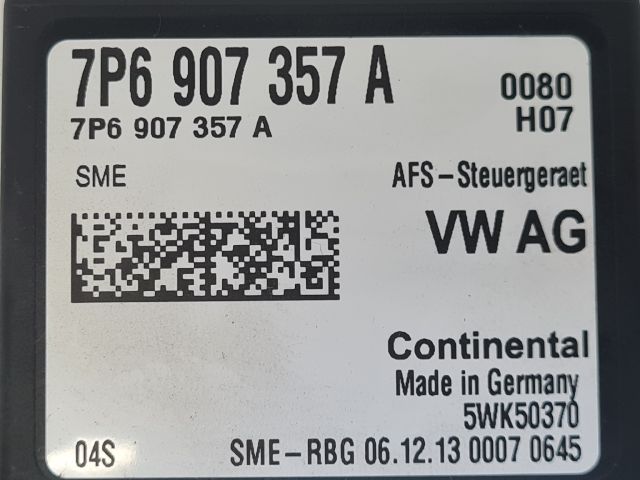 7P6 907 357 A
0080
7P6 907 357 A
H07
SME
AFS-Steuergeraet
VW AG
Continental
Made in Germany
5WK50370
04S
SME-RBG 06.12.13 0007 0645